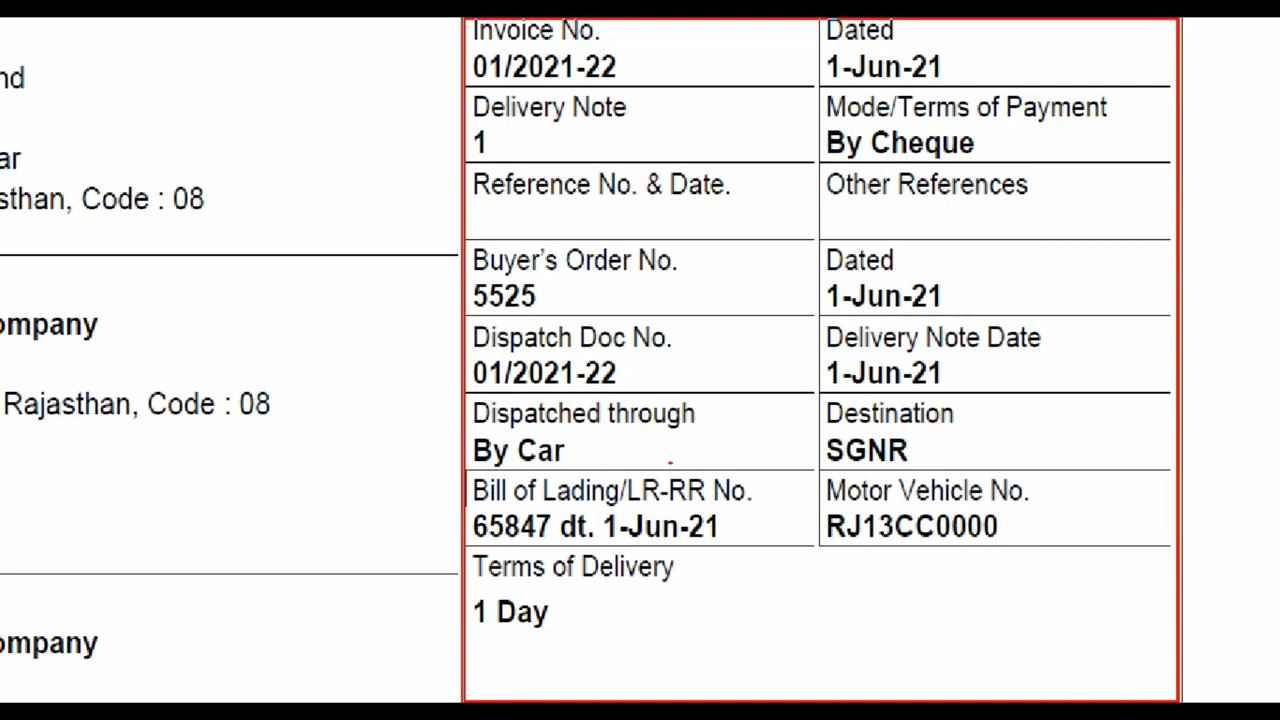 nd
ar
sthan, Code : 08
ompany
Rajasthan, Code : 08
ompany
Invoice No. Dated
01/2021-22 1-Jun-21
Delivery Note Mode/Terms of Payment
1 By Cheque
Reference No. & Date. Other References
Buyer's Order No. Dated
5525 1-Jun-21
Dispatch Doc No. Delivery Note Date
01/2021-22 1-Jun-21
Dispatched through Destination
By Car SGNR
Bill of Lading/LR-RR No. Motor Vehicle No.
65847 dt. 1-Jun-21 RJ13CC0000
Terms of Delivery
1 Day